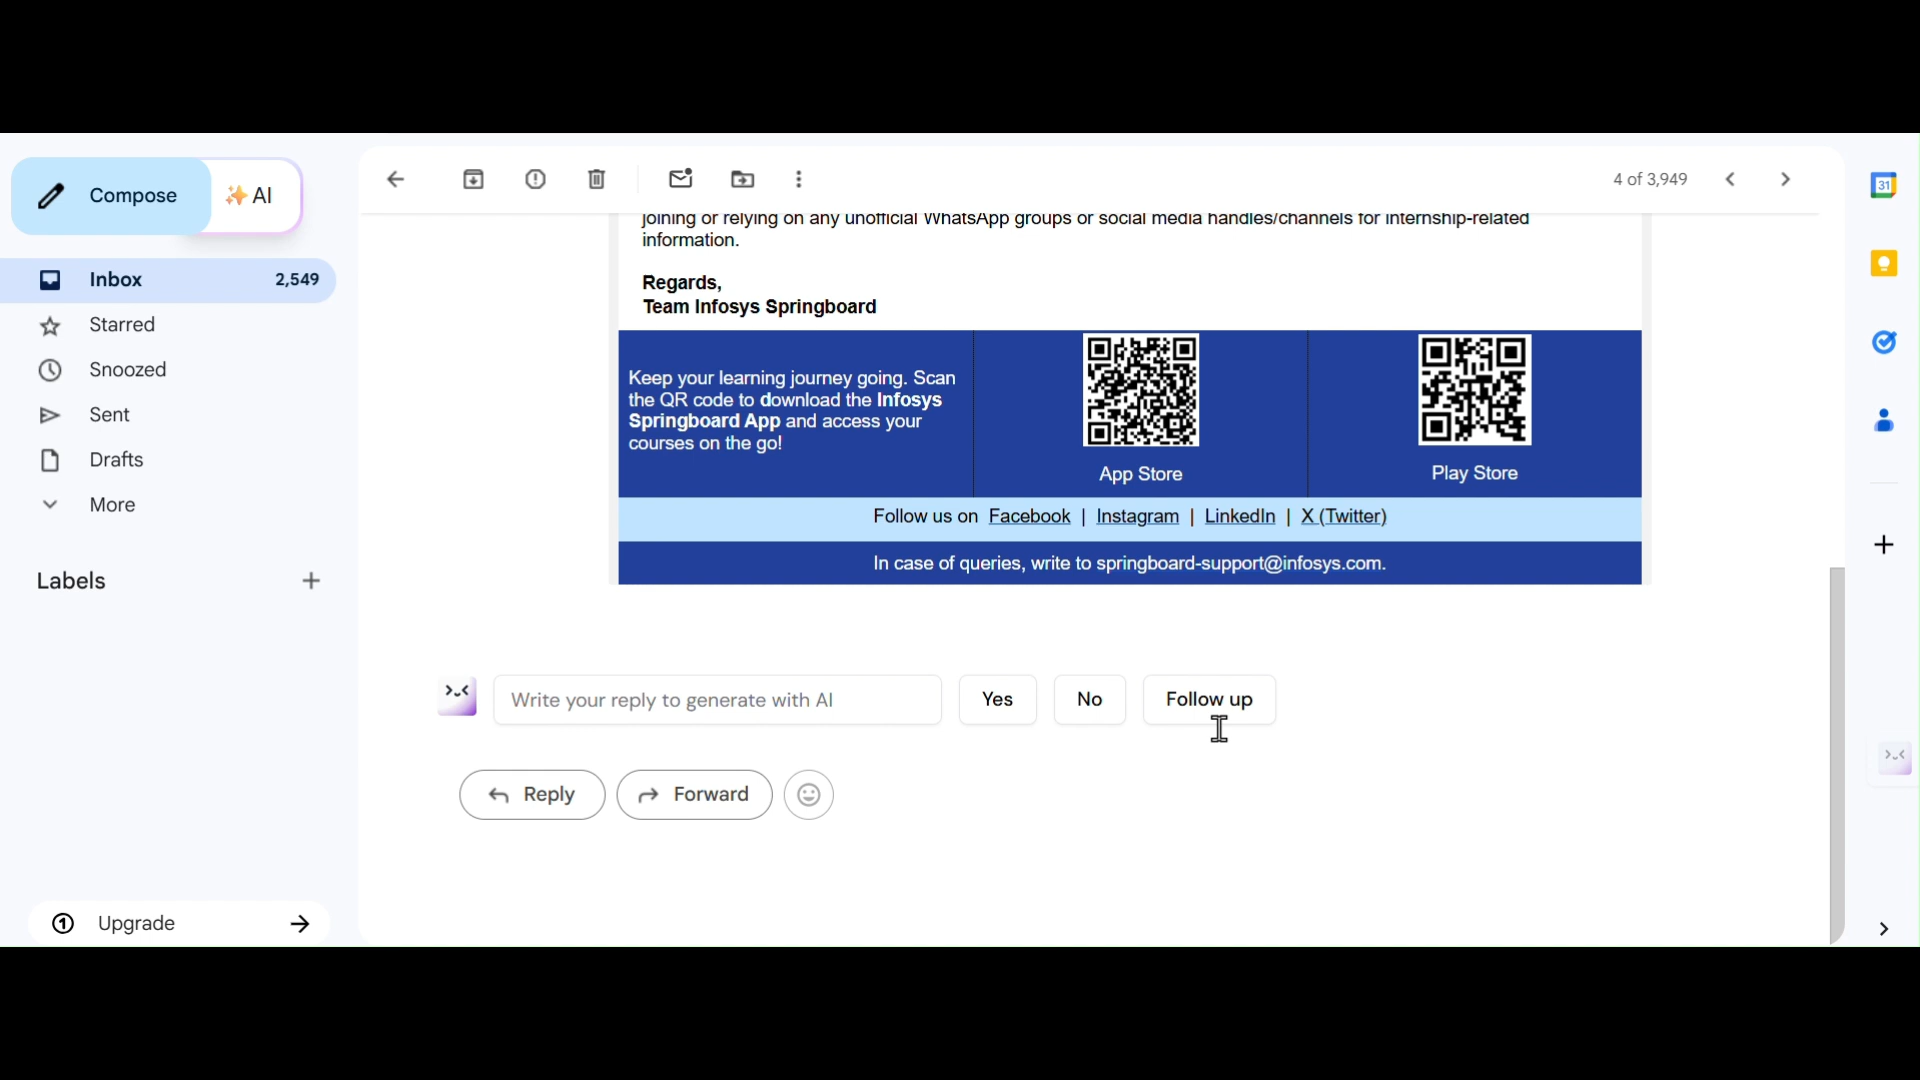 Compose
AI
4 of 3,949
Inbox 2,549
Starred
Snoozed
Sent
Drafts
More
Labels
Upgrade
joining or relying on any unofficial WhatsApp groups or social media handles/channels for internship-related
information.
Regards,
Team Infosys Springboard
Keep your learning journey going. Scan
the QR code to download the Infosys
Springboard App and access your
courses on the go!
App Store
Play Store
Follow us on Facebook | Instagram | LinkedIn | X (Twitter)
In case of queries, write to springboard-support@infosys.com.
Write your reply to generate with AI
Yes
No
Follow up
Reply
Forward
31